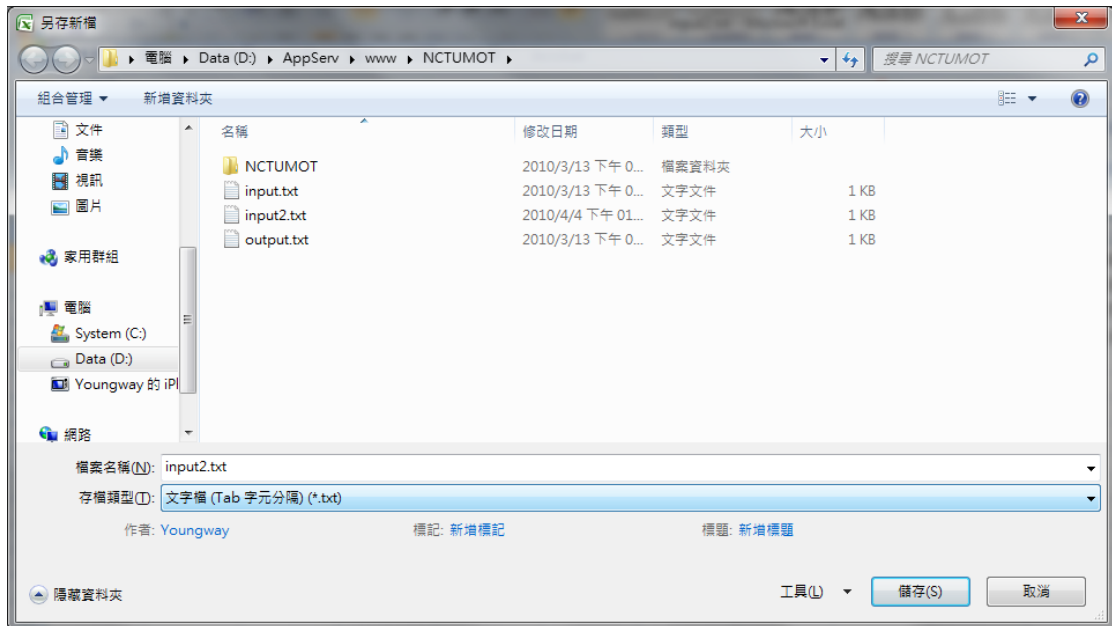 另存新檔
電腦 Data (D:) AppServ www NCTUMOT 搜尋 NCTUMOT
組合管理 新增資料夾
文件
音樂
視訊
圖片
家用群組
電腦
System (C:)
Data (D:)
Youngway 的 iPl
網路
名稱 修改日期 類型 大小
NCTUMOT 2010/3/13 下午 0... 檔案資料夾
input.txt 2010/3/13 下午 0... 文字文件 1 KB
input2.txt 2010/4/4 下午 01... 文字文件 1 KB
output.txt 2010/3/13 下午 0... 文字文件 1 KB
檔案名稱(N): input2.txt
存檔類型(T): 文字檔 (Tab 字元分隔) (*.txt)
作者: Youngway 標記: 新增標記 標題: 新增標題
隱藏資料夾 工具(L) 儲存(S) 取消